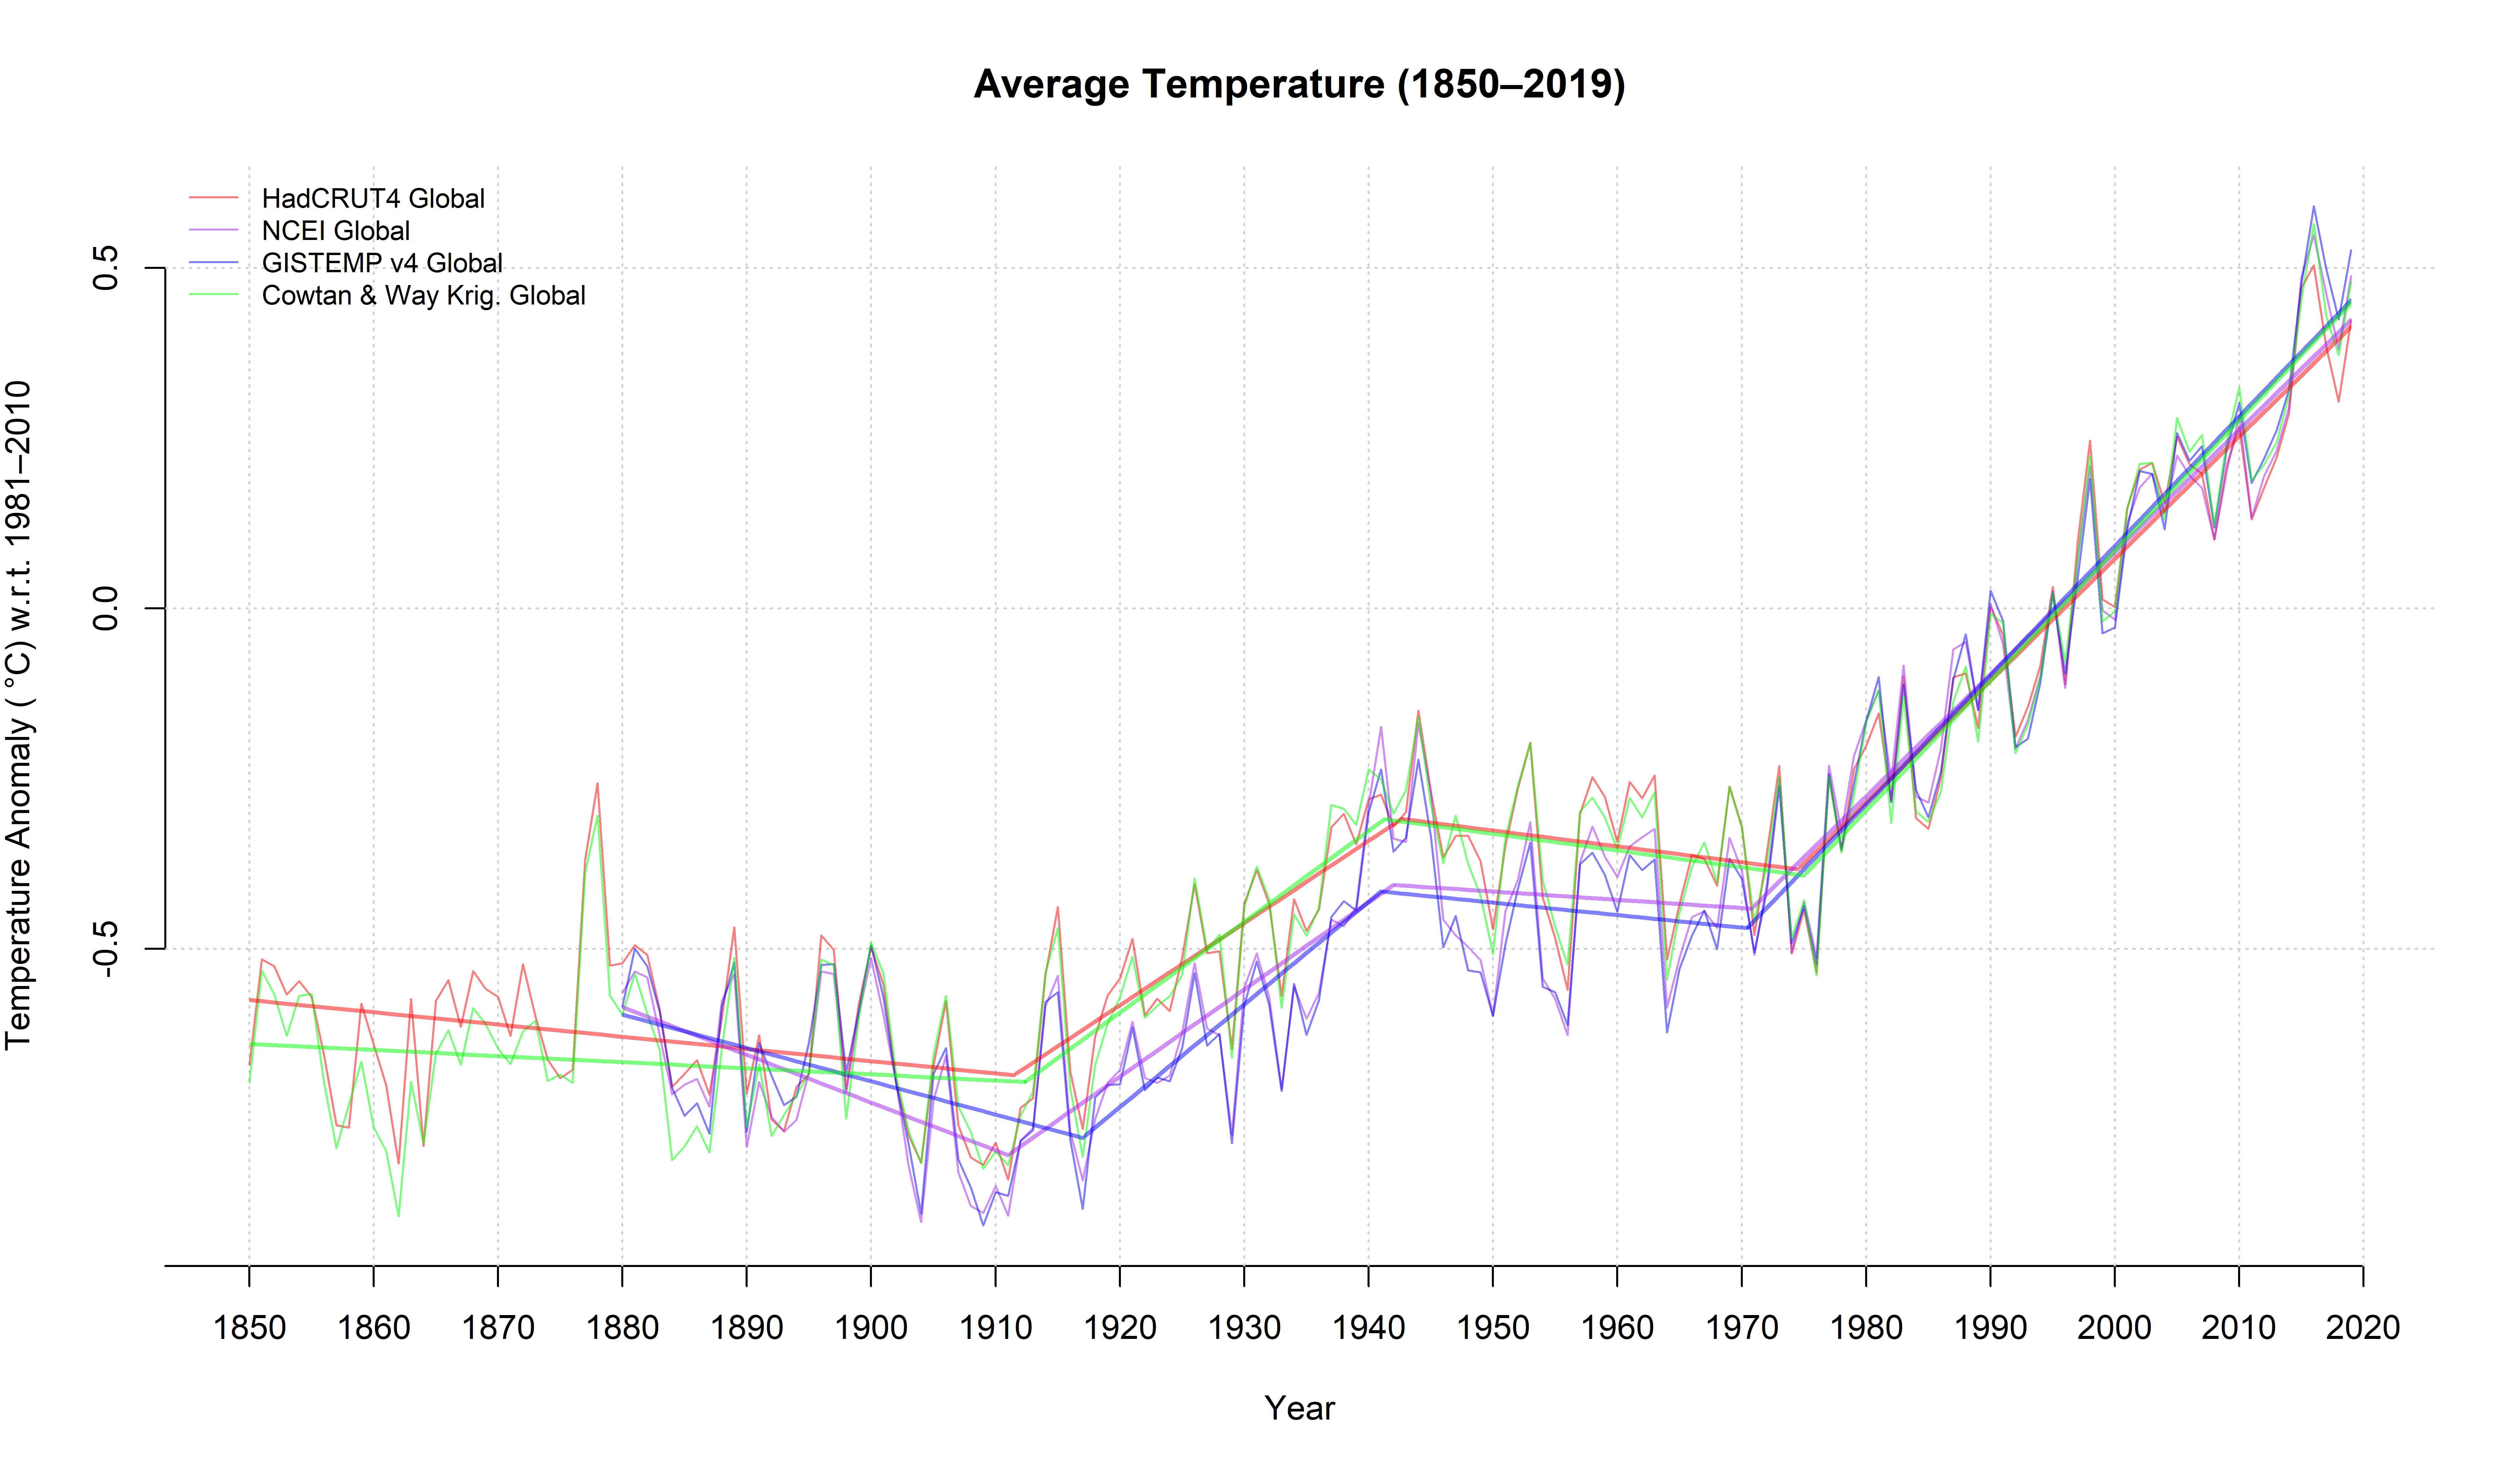 Average Temperature (1850–2019)
HadCRUT4 Global
NCEI Global
GISTEMP v4 Global
Cowtan & Way Krig. Global
Temperature Anomaly ( °C) w.r.t. 1981–2010
0.5
0.0
-0.5
1850 1860 1870 1880 1890 1900 1910 1920 1930 1940 1950 1960 1970 1980 1990 2000 2010 2020
Year